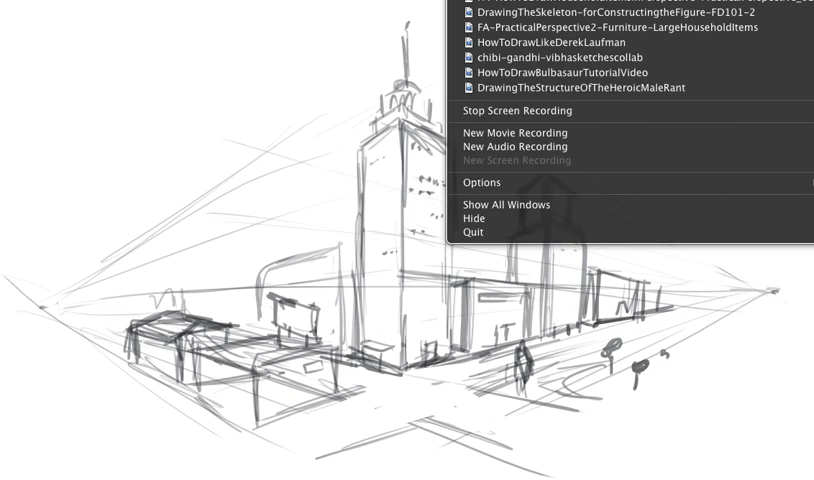 DrawingTheSkeleton-forConstructingtheFigure-FD101-2
FA-PracticalPerspective2-Furniture-LargeHouseholdItems
HowToDrawLikeDerekLaufman
chibi-gandhi-vibhasketchescollab
HowToDrawBulbasaurTutorialVideo
DrawingTheStructureOfTheHeroicMaleRant
Stop Screen Recording
New Movie Recording
New Audio Recording
New Screen Recording
Options
Show All Windows
Hide
Quit